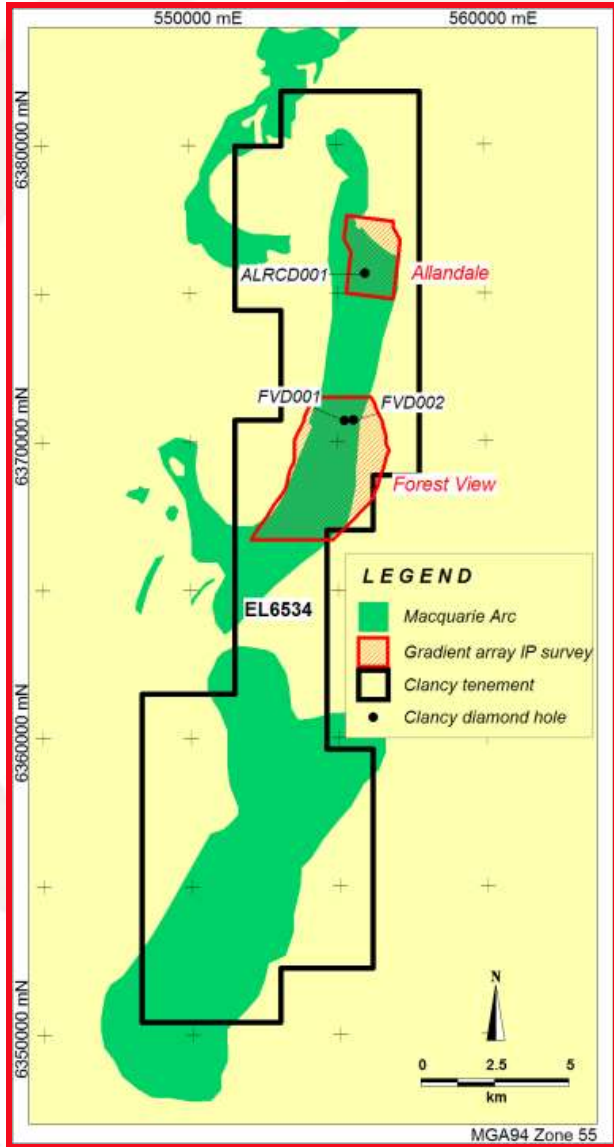 550000 mE
560000 mE
6380000 mN
ALRCD001
Allandale
FVD001
FVD002
6370000 mN
Forest View
LEGEND
EL6534
Macquarie Arc
Gradient array IP survey
Clancy tenement
Clancy diamond hole
6360000 mN
N
6350000 mN
0 2.5 5
km
MGA94 Zone 55